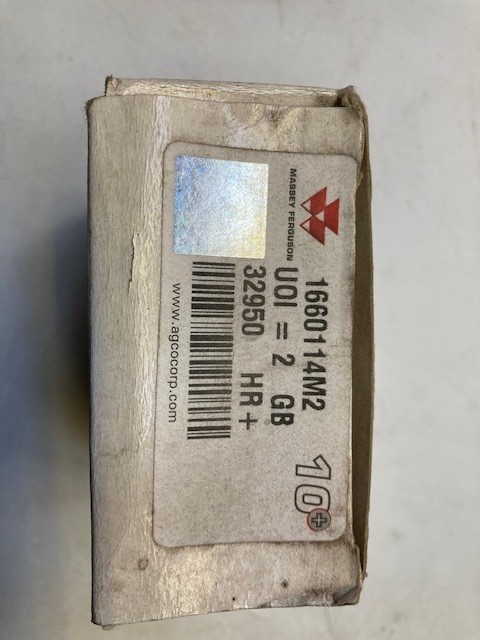 MASSEY FERGUSON
1660114M2
UOI = 2 GB
32950 HR+
10+
www.agcocorp.com